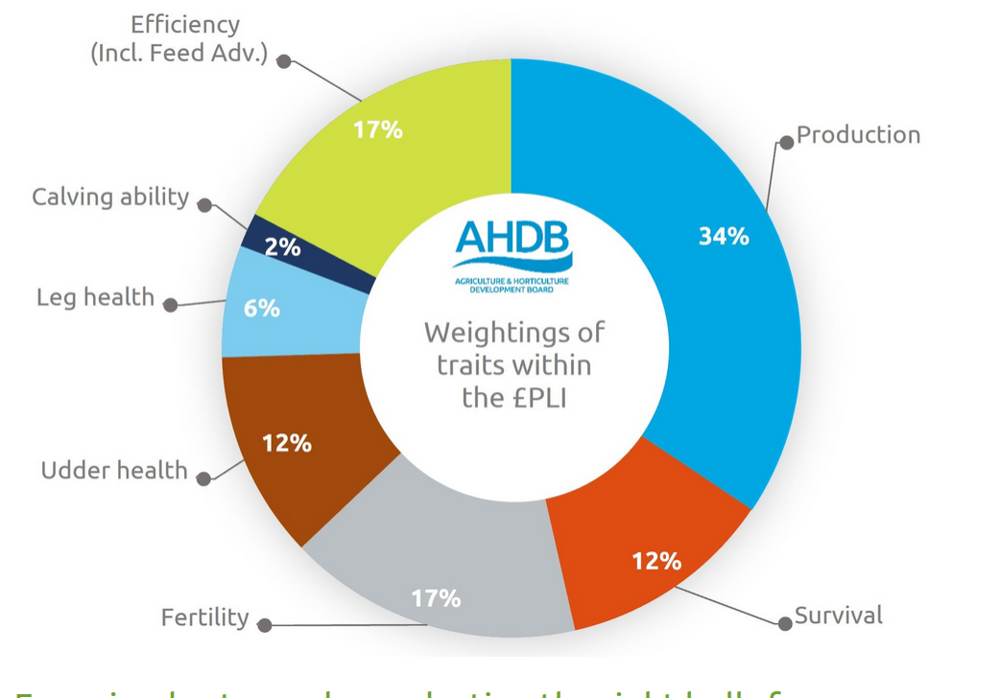 Efficiency
(Incl. Feed Adv.)
17%
Production
34%
Calving ability
2%
AHDB
AGRICULTURE & HORTICULTURE
DEVELOPMENT BOARD
Leg health
6%
Weightings of
traits within
the £PLI
Udder health
12%
12%
Survival
17%
Fertility